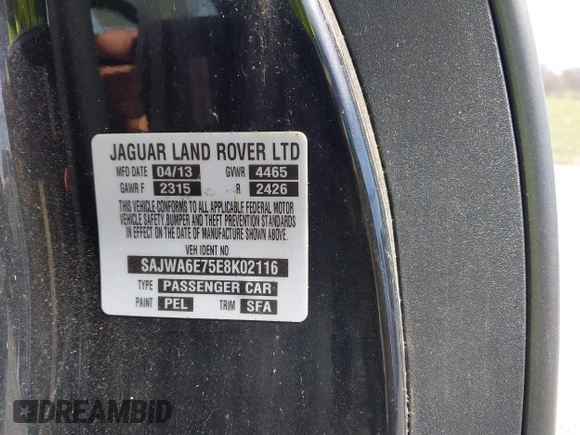 JAGUAR LAND ROVER LTD
MFD DATE 04/13 GVWR 4465
GAWR F 2315 R 2426
THIS VEHICLE CONFORMS TO ALL APPLICABLE FEDERAL MOTOR
VEHICLE SAFETY, BUMPER AND THEFT PREVENTION STANDARDS
IN EFFECT ON THE DATE OF MANUFACTURE SHOWN ABOVE.
VEH IDENT NO
SAJWA6E75E8K02116
TYPE PASSENGER CAR
PAINT PEL TRIM SFA
DREAMBID